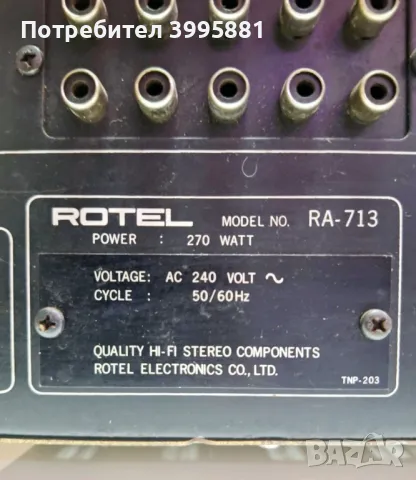 Потребител 3995881
ROTEL MODEL NO. RA-713
POWER : 270 WATT
VOLTAGE: AC 240 VOLT ~
CYCLE : 50/60Hz
QUALITY HI-FI STEREO COMPONENTS
ROTEL ELECTRONICS CO., LTD.
TNP-203
BAZAR